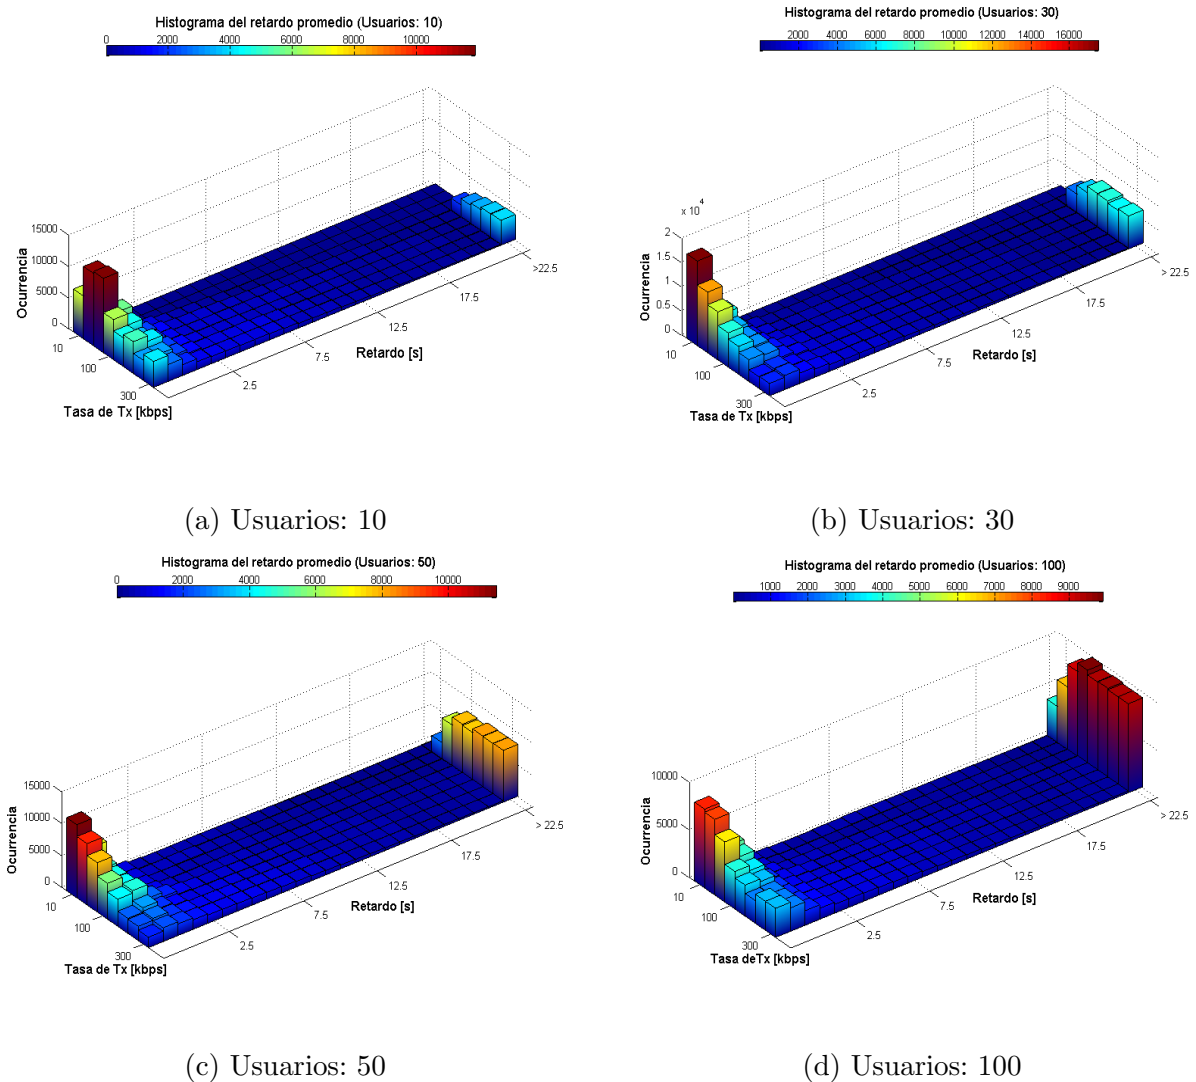 Histograma del retardo promedio (Usuarios: 10)
0 2000 4000 6000 8000 10000
15000
10000
5000
0
Ocurrencia
10
100
300
Tasa de Tx [kbps]
2.5
7.5
12.5
17.5
>22.5
Retardo [s]
(a) Usuarios: 10
Histograma del retardo promedio (Usuarios: 30)
2000 4000 6000 8000 10000 12000 14000 16000
x 10^4
2
1.5
1
0.5
0
Ocurrencia
10
100
300
Tasa de Tx [kbps]
2.5
7.5
12.5
17.5
> 22.5
Retardo [s]
(b) Usuarios: 30
Histograma del retardo promedio (Usuarios: 50)
0 2000 4000 6000 8000 10000
15000
10000
5000
0
Ocurrencia
10
100
300
Tasa de Tx [kbps]
2.5
7.5
12.5
17.5
> 22.5
Retardo [s]
(c) Usuarios: 50
Histograma del retardo promedio (Usuarios: 100)
1000 2000 3000 4000 5000 6000 7000 8000 9000
10000
5000
0
Ocurrencia
10
100
300
Tasa deTx [kbps]
2.5
7.5
12.5
17.5
> 22.5
Retardo [s]
(d) Usuarios: 100